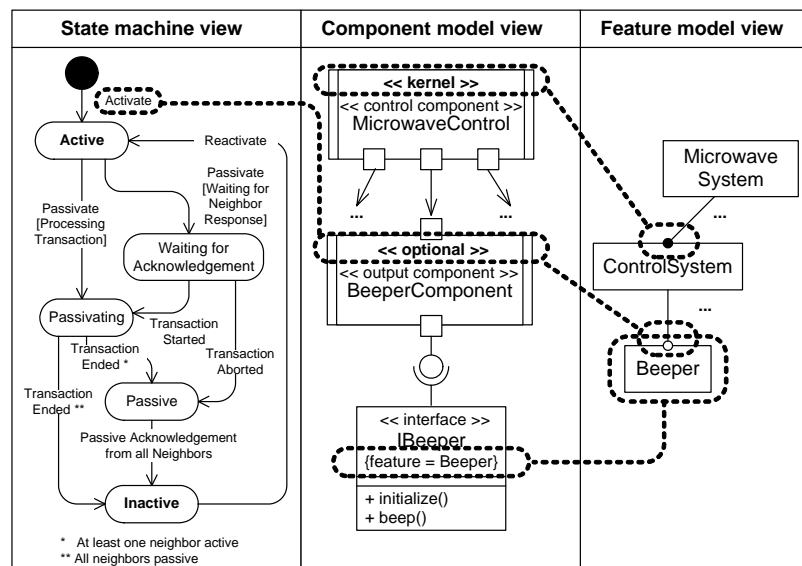 State machine view
Activate
Active
Reactivate
Passivate
[Processing
Transaction]
Passivate
[Waiting for
Neighbor
Response]
Waiting for
Acknowledgement
Passivating
Transaction
Started
Transaction
Ended *
Transaction
Aborted
Transaction
Ended **
Passive
Passive Acknowledgement
from all Neighbors
Inactive
* At least one neighbor active
** All neighbors passive
Component model view
<< kernel >>
<< control component >>
MicrowaveControl
...
...
<< optional >>
<< output component >>
BeeperComponent
<< interface >>
IBeeper
{feature = Beeper}
+ initialize()
+ beep()
Feature model view
Microwave
System
...
ControlSystem
...
Beeper